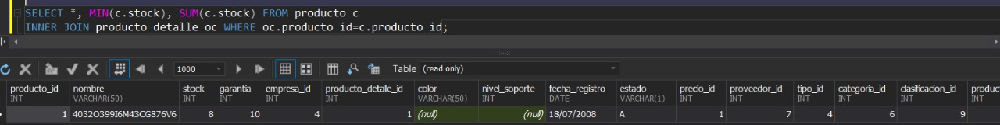 SELECT *, MIN(c.stock), SUM(c.stock) FROM producto c
INNER JOIN producto_detalle oc WHERE oc.producto_id=c.producto_id;
1000 Table (read only)
producto_id nombre stock garantia empresa_id producto_detalle_id color nivel_soporte fecha_registro estado precio_id proveedor_id tipo_id categoria_id clasificacion_id produc
INT VARCHAR(50) INT INT INT INT VARCHAR(50) INT DATE VARCHAR(1) INT INT INT INT INT INT
1 4032O399I6M43CG876V6 8 10 4 1 (null) (null) 18/07/2008 A 1 7 4 6 9